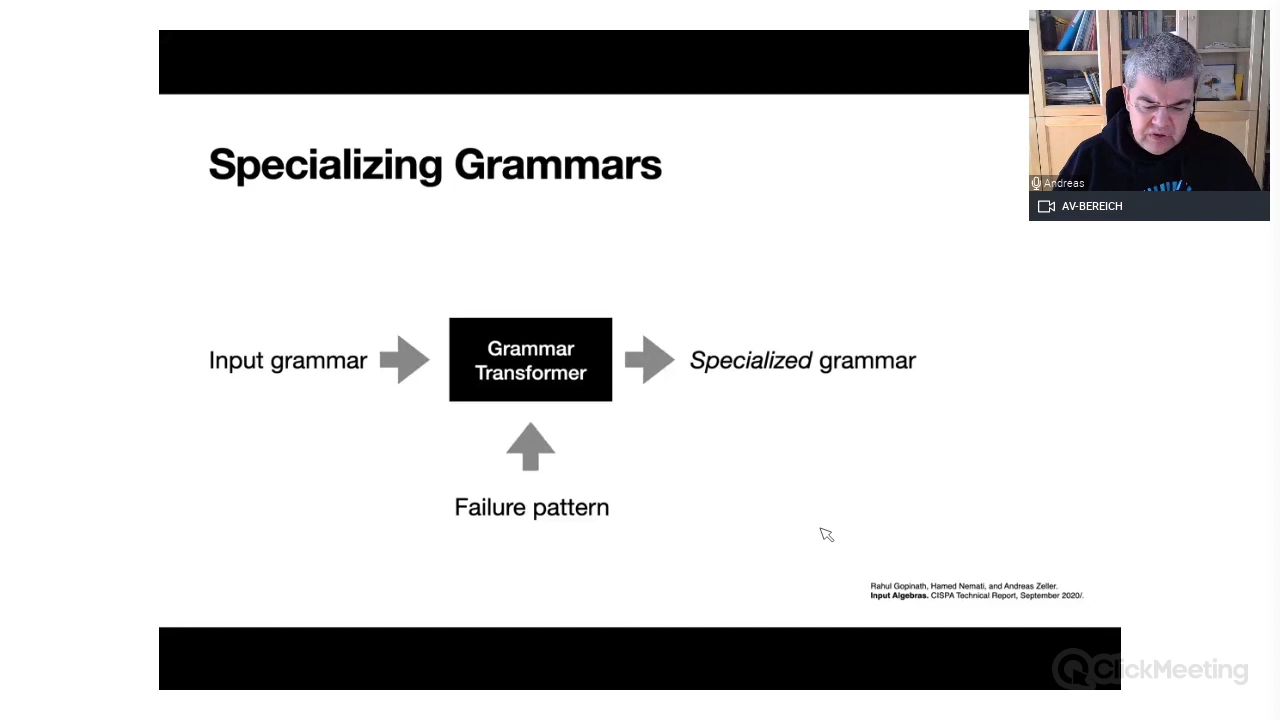 Specializing Grammars
Andreas
AV-BEREICH
Input grammar
Grammar
Transformer
Specialized grammar
Failure pattern
Rahul Gopinath, Hamed Nemati, and Andreas Zeller.
Input Algebras. CISPA Technical Report, September 2020/.
ClickMeeting